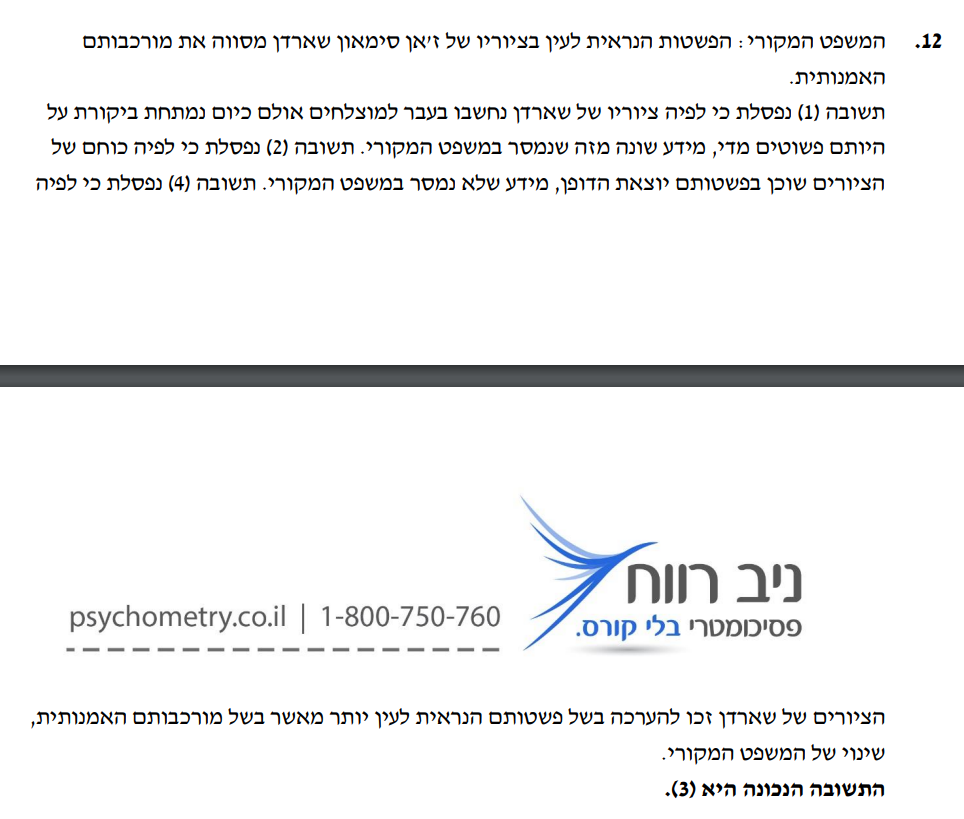 12. המשפט המקורי: הפשטות הנראית לעין בציוריו של ז'אן סימאון שארדן מסווה את מורכבותם
האמנותית.
תשובה (1) נפסלת כי לפיה ציוריו של שארדן נחשבו בעבר למוצלחים אולם כיום נמתחת ביקורת על
היותם פשוטים מדי, מידע שונה מזה שנמסר במשפט המקורי. תשובה (2) נפסלת כי לפיה כוחם של
הציורים שוכן בפשטותם יוצאת הדופן, מידע שלא נמסר במשפט המקורי. תשובה (4) נפסלת כי לפיה
ניב רווח
פסיכומטרי בלי קורס.
psychometry.co.il | 1-800-750-760
הציורים של שארדן זכו להערכה בשל פשטותם הנראית לעין יותר מאשר בשל מורכבותם האמנותית,
שינוי של המשפט המקורי.
התשובה הנכונה היא (3).